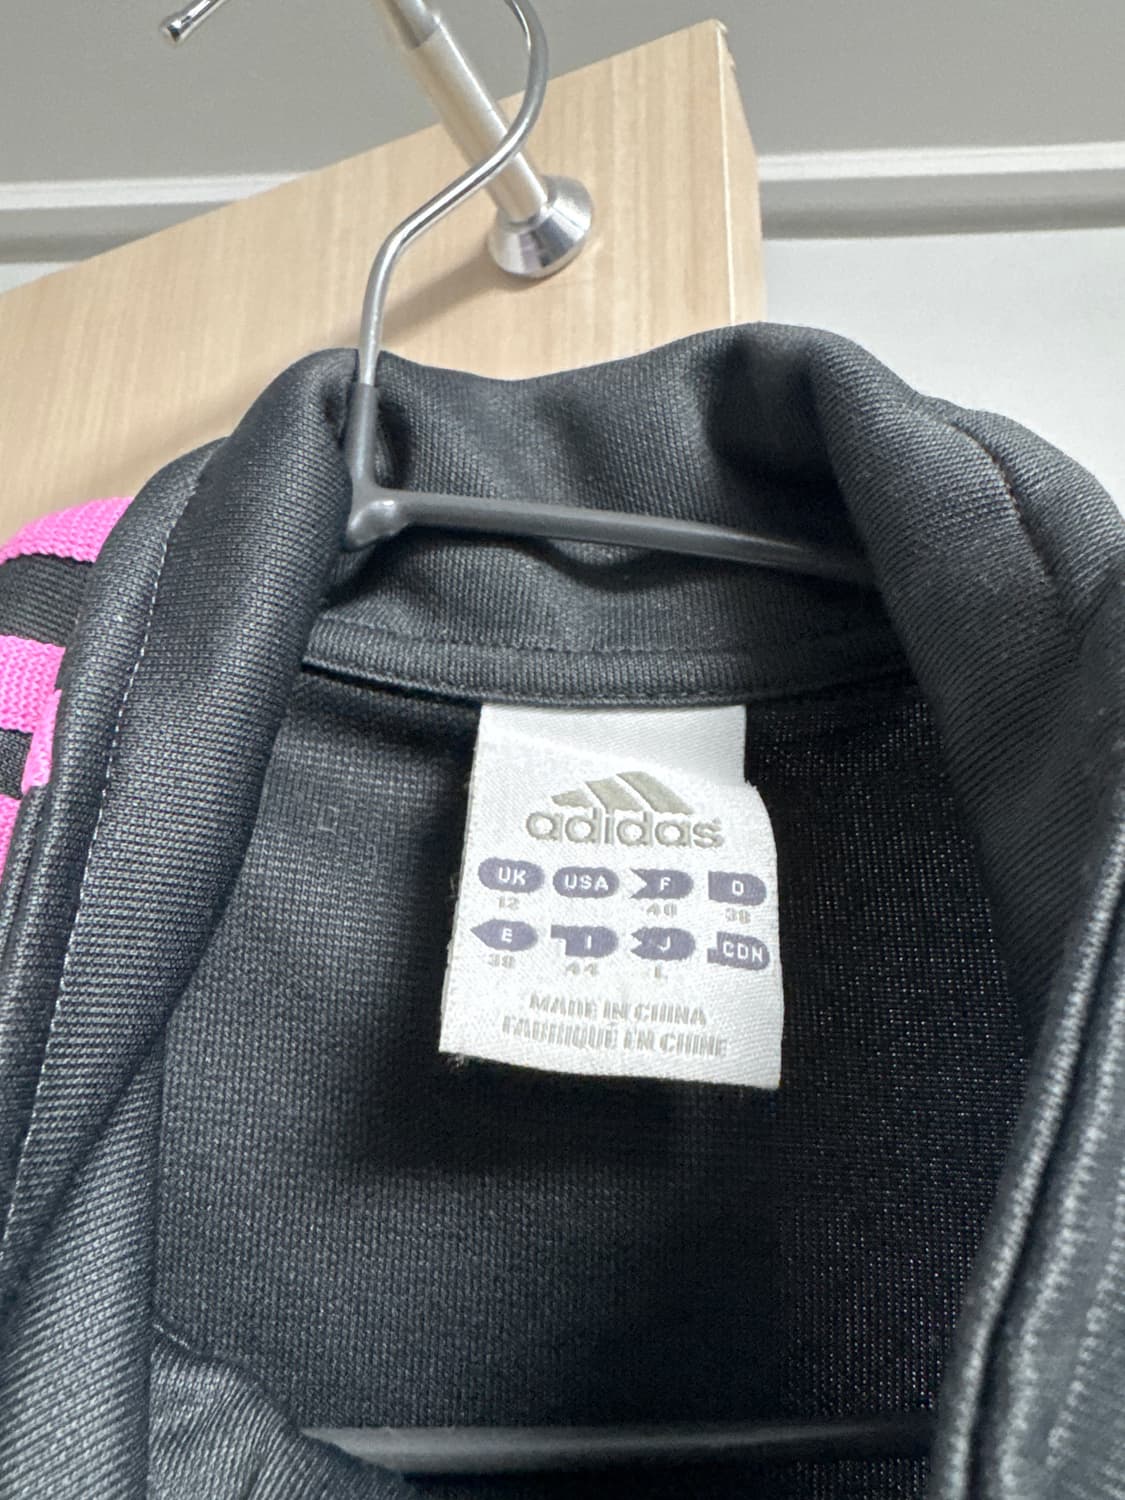 adidas
UK USA F D
12 40 38
E I J CDN
38 44 L
MADE IN CHINA
FABRIQUÉ EN CHINE